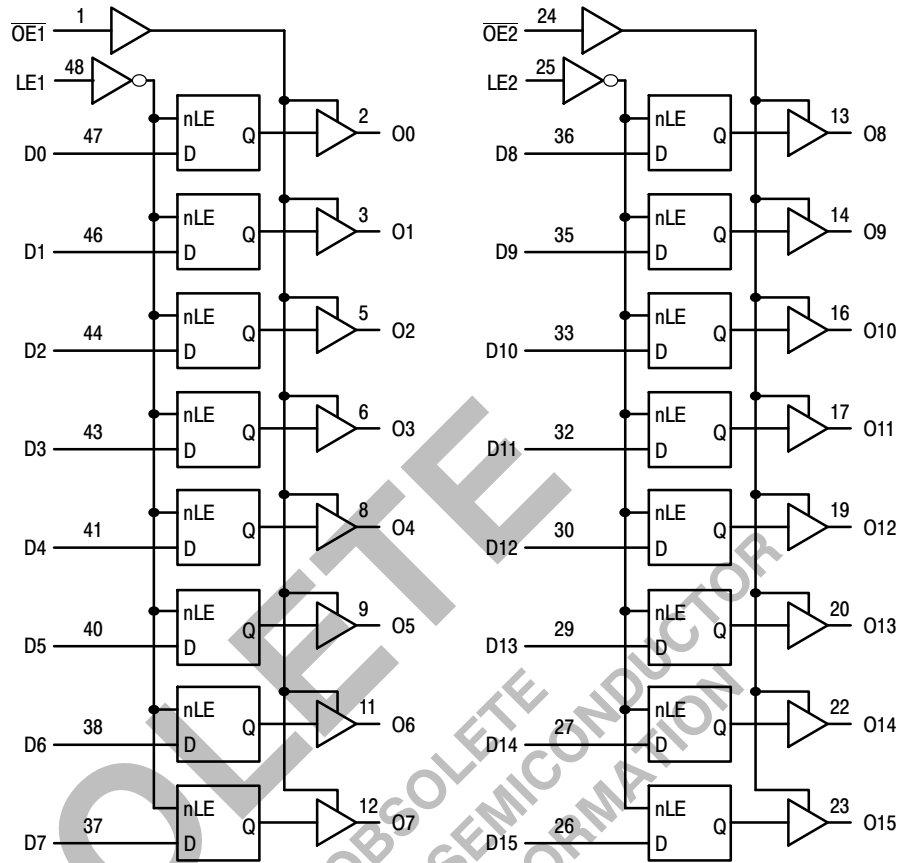 OE1 1
LE1 48
nLE Q 2 O0
D0 47 D
nLE Q 3 O1
D1 46 D
nLE Q 5 O2
D2 44 D
nLE Q 6 O3
D3 43 D
nLE Q 8 O4
D4 41 D
nLE Q 9 O5
D5 40 D
nLE Q 11 O6
D6 38 D
nLE Q 12 O7
D7 37 D
OE2 24
LE2 25
nLE Q 13 O8
D8 36 D
nLE Q 14 O9
D9 35 D
nLE Q 16 O10
D10 33 D
nLE Q 17 O11
D11 32 D
nLE Q 19 O12
D12 30 D
nLE Q 20 O13
D13 29 D
nLE Q 22 O14
D14 27 D
nLE Q 23 O15
D15 26 D
OLETE
OBSOLETE
SEMICONDUCTOR